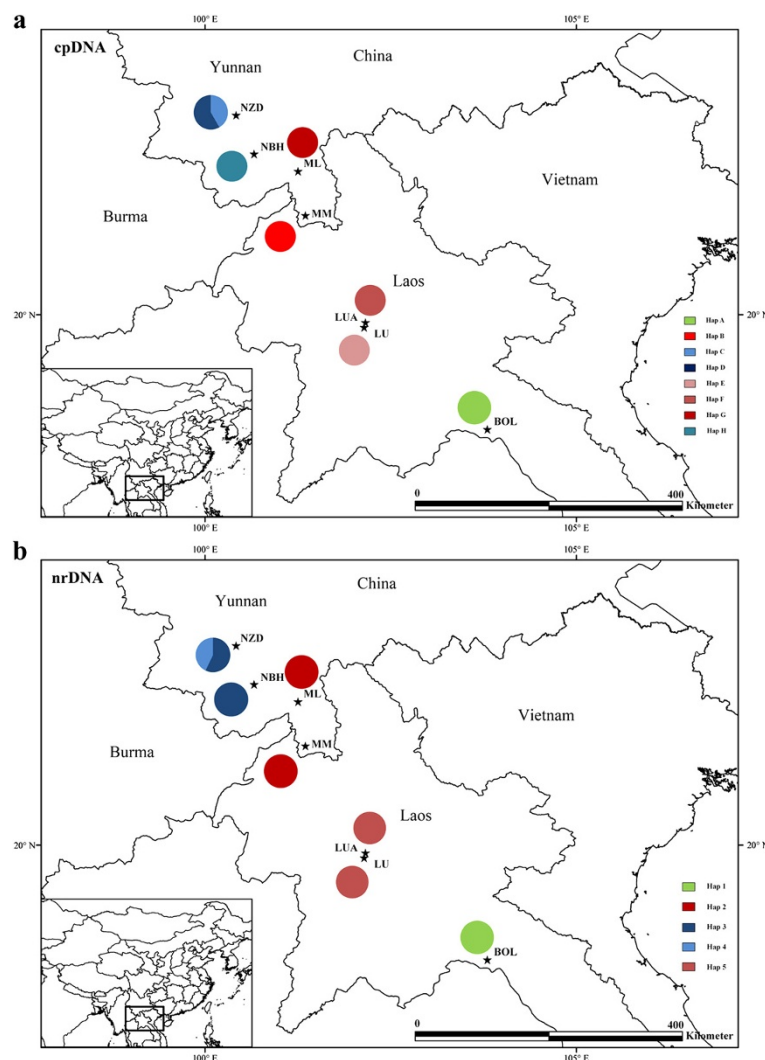 a
cpDNA
100° E
105° E
China
Yunnan
NZD
NBH
ML
Vietnam
MM
Burma
Laos
LUA
LU
20° N
20° N
Hap A
Hap B
Hap C
Hap D
Hap E
Hap F
Hap G
Hap H
BOL
0
400
Kilometer
b
nrDNA
100° E
105° E
China
Yunnan
NZD
NBH
ML
Vietnam
MM
Burma
Laos
LUA
LU
20° N
20° N
Hap 1
Hap 2
Hap 3
Hap 4
Hap 5
BOL
0
400
Kilometer
100° E
105° E